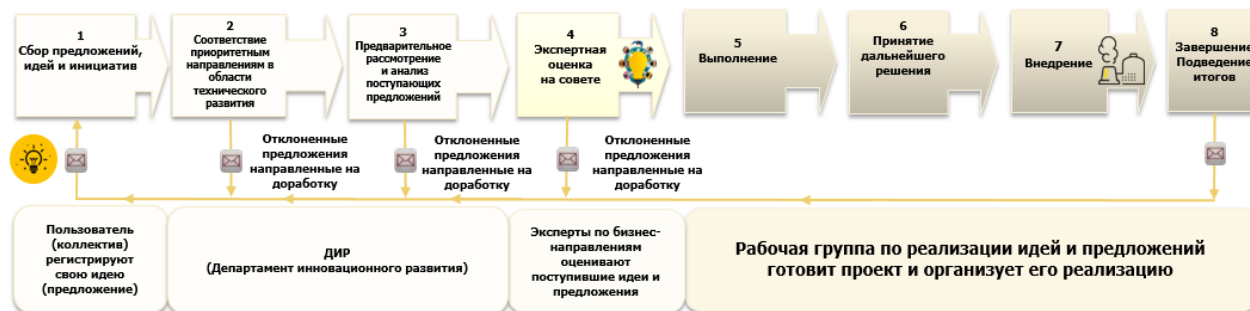 1
Сбор предложений,
идей и инициатив
2
Соответствие
приоритетным
направлениям в
области
технического
развития
3
Предварительное
рассмотрение
и анализ
поступающих
предложений
4
Экспертная
оценка
на совете
5
Выполнение
6
Принятие
дальнейшего
решения
7
Внедрение
8
Завершение
Подведение
итогов
Отклоненные
предложения
направленные на
доработку
Отклоненные
предложения
направленные на
доработку
Отклоненные
предложения
направленные на
доработку
Пользователь
(коллектив)
регистрируют
свою идею
(предложение)
ДИР
(Департамент инновационного развития)
Эксперты по бизнес-
направлениям
оценивают
поступившие идеи и
предложения
Рабочая группа по реализации идей и предложений
готовит проект и организует его реализацию